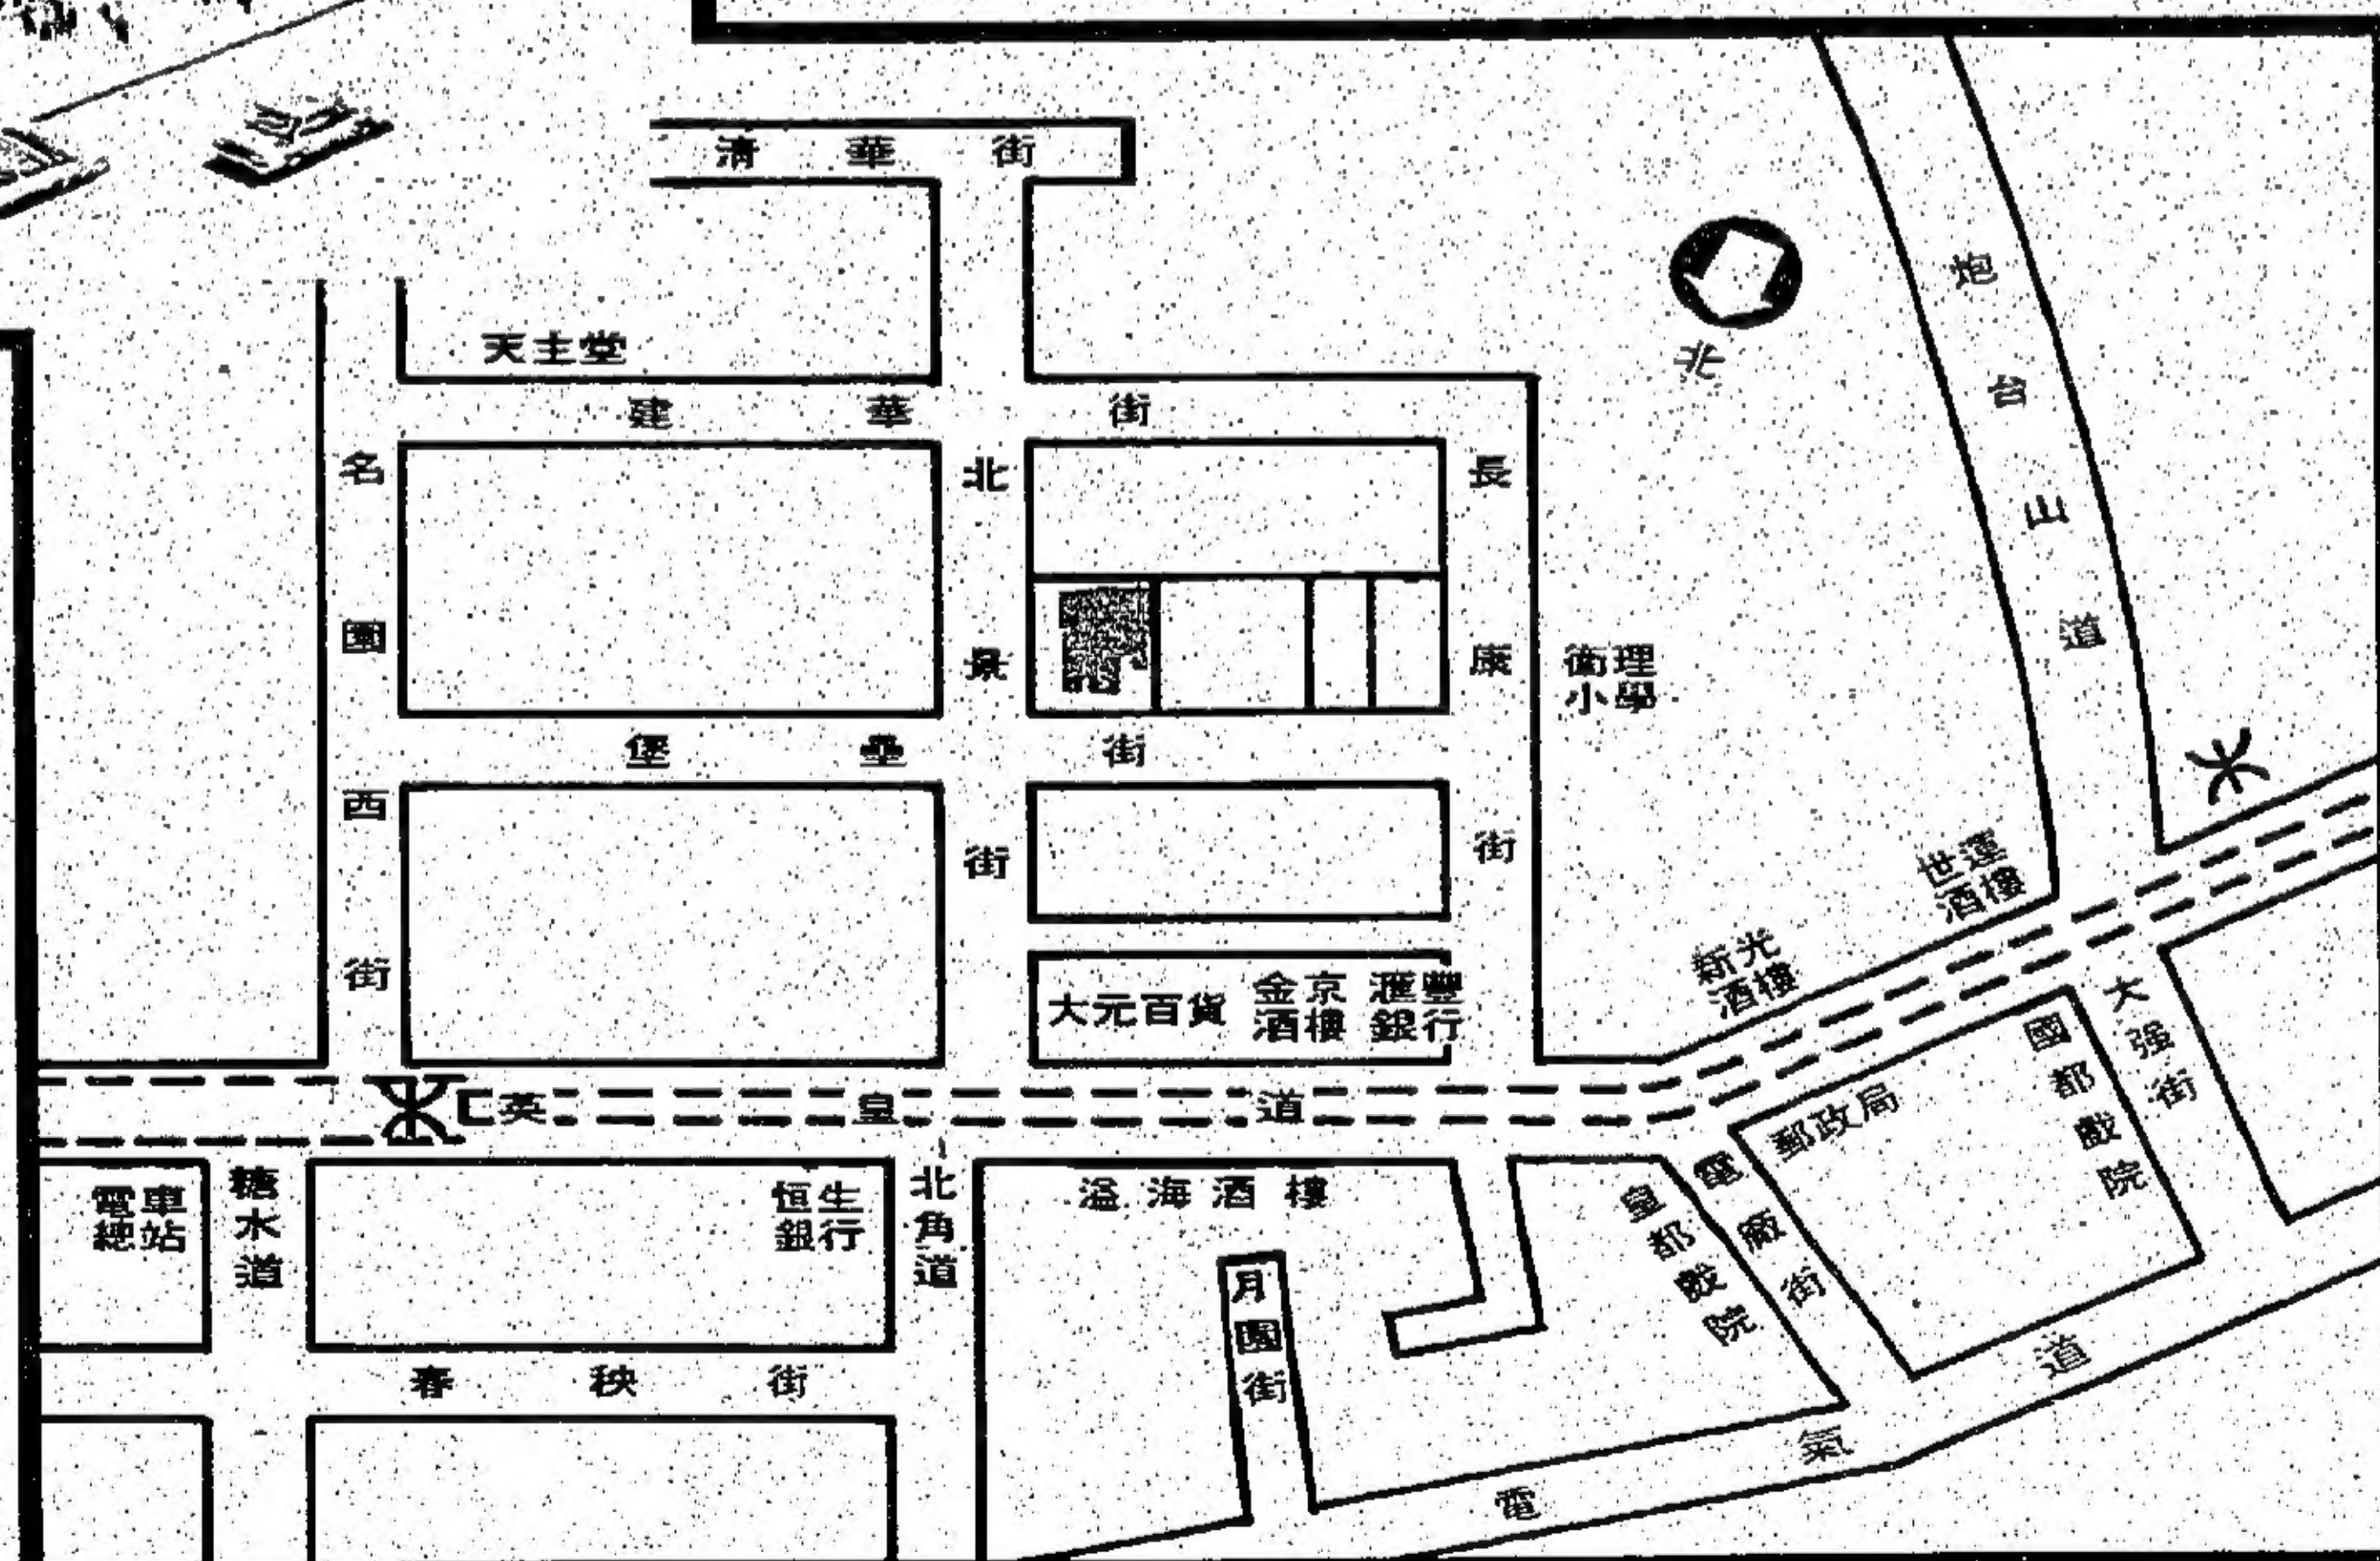 清華街
天主堂
建華街
北
炮台山道
名園西街
北景街
長康街
衞理
小學
堡壘街
世運
酒樓
新光
酒樓
大元百貨
金京
酒樓
滙豐
銀行
英皇道
大强街
國都戲院
郵政局
電車
總站
糖水道
恒生
銀行
北角道
溢海酒樓
皇都戲院
電廠街
月園街
春秧街
電氣道